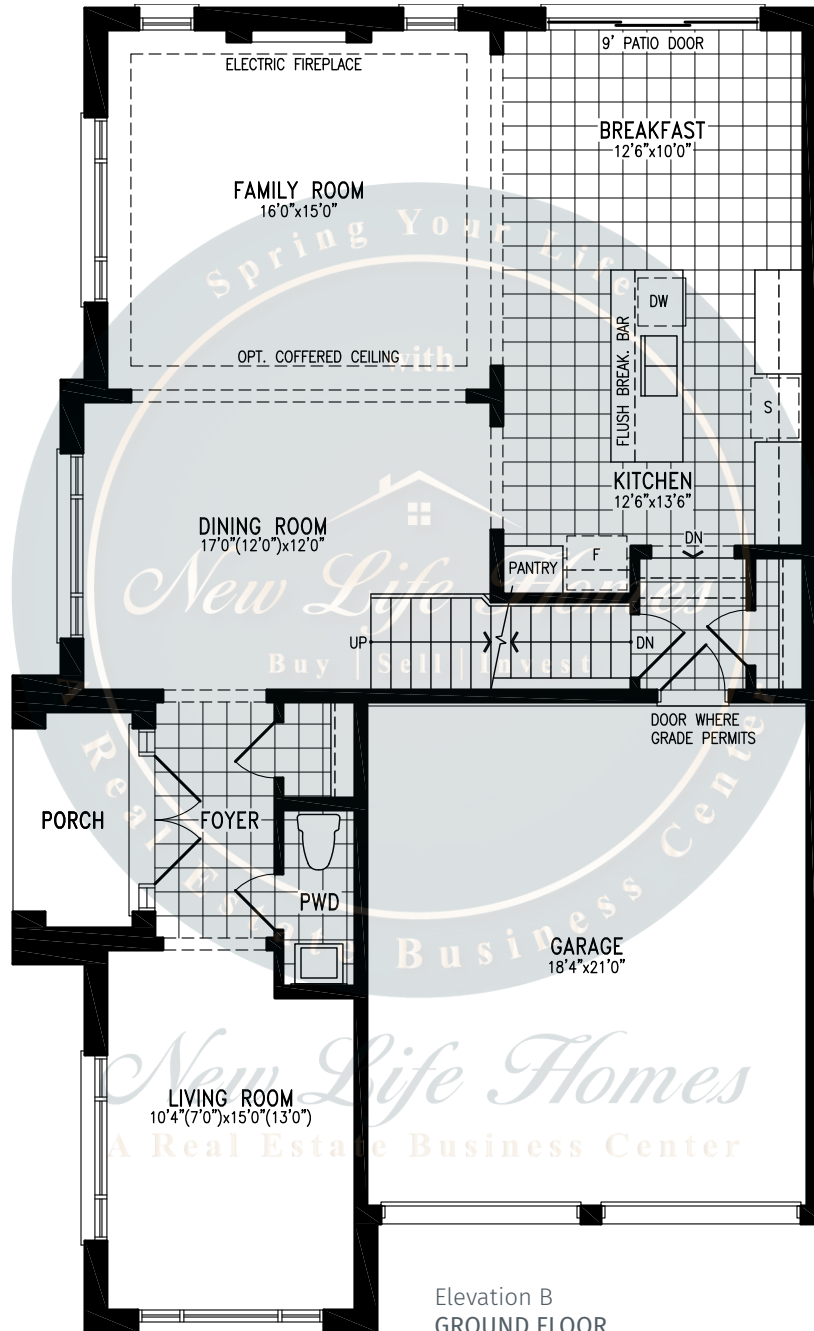 ELECTRIC FIREPLACE
9' PATIO DOOR
BREAKFAST
12'6"x10'0"
FAMILY ROOM
16'0"x15'0"
Spring Your Life
with
OPT. COFFERED CEILING
DW
FLUSH BREAK. BAR
S
KITCHEN
12'6"x13'6"
DINING ROOM
17'0"(12'0")x12'0"
DN
PANTRY
F
New Life Homes
UP
DN
Buy | Sell | Invest
DOOR WHERE
GRADE PERMITS
A Real Estate Business Center
PORCH
FOYER
PWD
GARAGE
18'4"x21'0"
New Life Homes
LIVING ROOM
10'4"(7'0")x15'0"(13'0")
A Real Estate Business Center
Elevation B
GROUND FLOOR